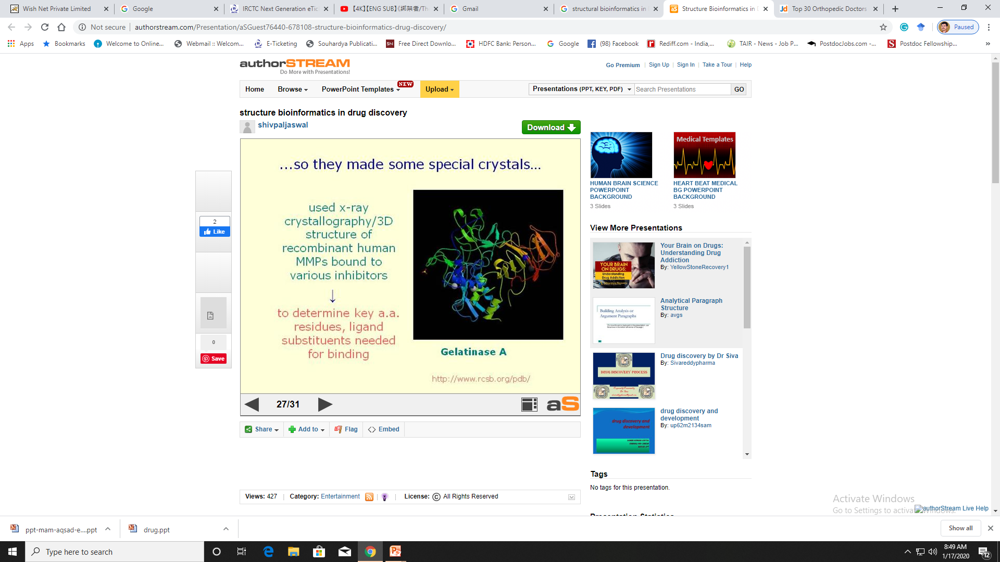 Wish Net Private Limited
Google
IRCTC Next Generation eTic
【4K】【ENG SUB】《绑架者/Th
Gmail
structural bioinformatics in
Structure Bioinformatics in
Top 30 Orthopedic Doctors
Not secure
authorstream.com/Presentation/aSGuest76440-678108-structure-bioinformatics-drug-discovery/
Paused
Apps
Bookmarks
Welcome to Online...
Webmail :: Welcom...
E-Ticketing
Souhardya Publicati...
Free Direct Downlo...
HDFC Bank: Person...
Google
(98) Facebook
Rediff.com - India,...
TAIR - News - Job P...
PostdocJobs.com -...
Postdoc Fellowship...
authorSTREAM
Do More with Presentations!
Go Premium | Sign Up | Sign In | Take a Tour | Help
Home
Browse
PowerPoint Templates
NEW
Upload
Presentations (PPT, KEY, PDF)
Search Presentations
GO
structure bioinformatics in drug discovery
shivpaljaswal
Download
...so they made some special crystals...
used x-ray
crystallography/3D
structure of
recombinant human
MMPs bound to
various inhibitors
↓
to determine key a.a.
residues, ligand
substituents needed
for binding
Gelatinase A
http://www.rcsb.org/pdb/
27/31
aS
2
Like
0
Save
Share
Add to
Flag
Embed
Views: 427
Category: Entertainment
License: © All Rights Reserved
Medical Templates
HUMAN BRAIN SCIENCE
POWERPOINT
BACKGROUND
3 Slides
HEART BEAT MEDICAL
BG POWERPOINT
BACKGROUND
3 Slides
View More Presentations
YOUR BRAIN
ON DRUGS:
Understanding
Drug Addiction
Your Brain on Drugs:
Understanding Drug
Addiction
By: YellowStoneRecovery1
Building Analysis or
Argument Paragraphs
Analytical Paragraph
Structure
By: avgs
DRUG DISCOVERY PROCESS
Drug discovery by Dr Siva
By: Sivareddypharma
drug discovery and
development
drug discovery and
development
By: up62m2134sam
Tags
No tags for this presentation.
Presentation Statistics
Activate Windows
Go to Settings to activate Windows.
authorStream Live Help
ppt-mam-aqsad-e....ppt
drug.ppt
Show all
Type here to search
8:49 AM
1/17/2020
12